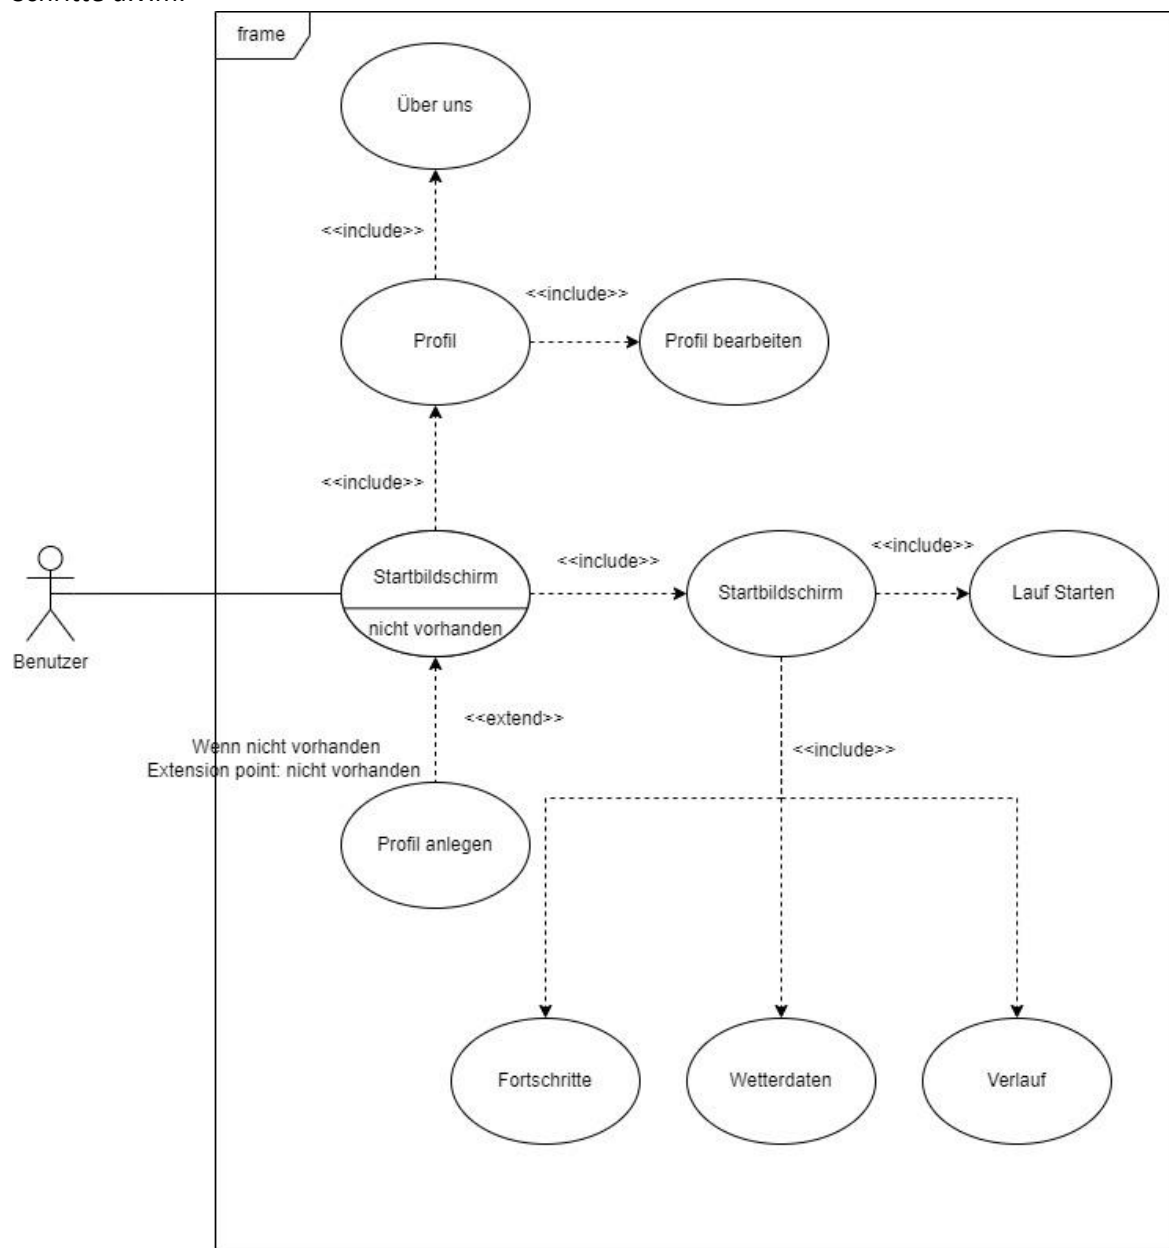 frame
Über uns
<<include>>
<<include>>
Profil
Profil bearbeiten
<<include>>
Startbildschirm
nicht vorhanden
<<include>>
Startbildschirm
<<include>>
Lauf Starten
Benutzer
<<extend>>
Wenn nicht vorhanden
Extension point: nicht vorhanden
<<include>>
Profil anlegen
Fortschritte
Wetterdaten
Verlauf